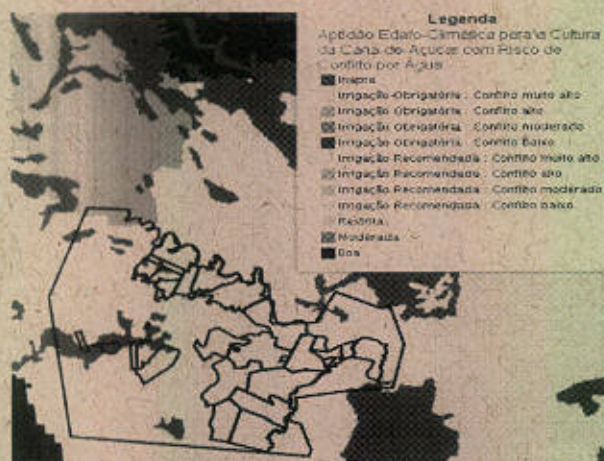 Legenda
Aptidão Edafo-Climática para a Cultura
da Cana-de-Açúcar com Risco de
Conflito por Água
Inapta
Irrigação Obrigatória : Conflito muito alto
Irrigação Obrigatória : Conflito alto
Irrigação Obrigatória : Conflito moderado
Irrigação Obrigatória : Conflito baixo
Irrigação Recomendada : Conflito muito alto
Irrigação Recomendada : Conflito alto
Irrigação Recomendada : Conflito moderado
Irrigação Recomendada : Conflito baixo
Restrita
Moderada
Boa